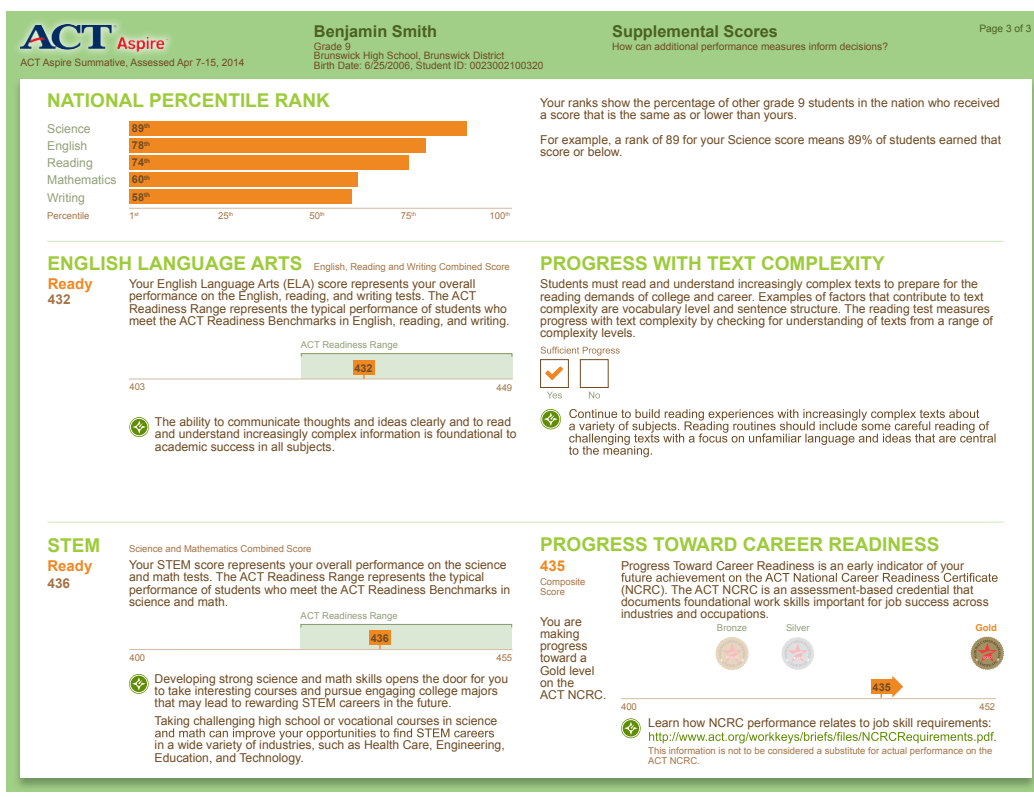 ACT Aspire
ACT Aspire Summative, Assessed Apr 7-15, 2014
Benjamin Smith
Grade 9
Brunswick High School, Brunswick District
Birth Date: 6/25/2006, Student ID: 0023002100320
Supplemental Scores
How can additional performance measures inform decisions?
Page 3 of 3
NATIONAL PERCENTILE RANK
Science 89th
English 78th
Reading 74th
Mathematics 60th
Writing 58th
Percentile 1st 25th 50th 75th 100th
Your ranks show the percentage of other grade 9 students in the nation who received
a score that is the same as or lower than yours.
For example, a rank of 89 for your Science score means 89% of students earned that
score or below.
ENGLISH LANGUAGE ARTS English, Reading and Writing Combined Score
Ready
432
Your English Language Arts (ELA) score represents your overall
performance on the English, reading, and writing tests. The ACT
Readiness Range represents the typical performance of students who
meet the ACT Readiness Benchmarks in English, reading, and writing.
ACT Readiness Range
432
403 449
The ability to communicate thoughts and ideas clearly and to read
and understand increasingly complex information is foundational to
academic success in all subjects.
PROGRESS WITH TEXT COMPLEXITY
Students must read and understand increasingly complex texts to prepare for the
reading demands of college and career. Examples of factors that contribute to text
complexity are vocabulary level and sentence structure. The reading test measures
progress with text complexity by checking for understanding of texts from a range of
complexity levels.
Sufficient Progress
Yes No
Continue to build reading experiences with increasingly complex texts about
a variety of subjects. Reading routines should include some careful reading of
challenging texts with a focus on unfamiliar language and ideas that are central
to the meaning.
STEM Science and Mathematics Combined Score
Ready
436
Your STEM score represents your overall performance on the science
and math tests. The ACT Readiness Range represents the typical
performance of students who meet the ACT Readiness Benchmarks in
science and math.
ACT Readiness Range
436
400 455
Developing strong science and math skills opens the door for you
to take interesting courses and pursue engaging college majors
that may lead to rewarding STEM careers in the future.
Taking challenging high school or vocational courses in science
and math can improve your opportunities to find STEM careers
in a wide variety of industries, such as Health Care, Engineering,
Education, and Technology.
PROGRESS TOWARD CAREER READINESS
435
Composite
Score
You are
making
progress
toward a
Gold level
on the
ACT NCRC.
Progress Toward Career Readiness is an early indicator of your
future achievement on the ACT National Career Readiness Certificate
(NCRC). The ACT NCRC is an assessment-based credential that
documents foundational work skills important for job success across
industries and occupations.
Bronze Silver Gold
435
400 452
Learn how NCRC performance relates to job skill requirements:
http://www.act.org/workkeys/briefs/files/NCRCRequirements.pdf.
This information is not to be considered a substitute for actual performance on the
ACT NCRC.